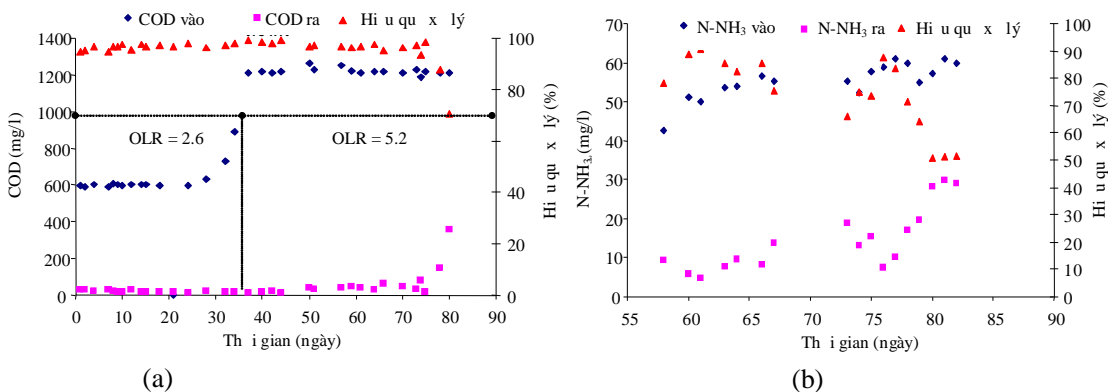 COD vào COD ra Hi u qu x lý
1400
1200
1000
800
600
400
200
0
COD (mg/l)
100
80
60
40
20
0
Hi u qu x lý (%)
OLR = 2.6 OLR = 5.2
0 10 20 30 40 50 60 70 80 90
Th i gian (ngày)
(a)
N-NH3 vào N-NH3 ra Hi u qu x lý
70
60
50
40
30
20
10
0
N-NH3 (mg/l)
100
90
80
70
60
50
40
30
20
10
0
Hi u qu x lý (%)
55 60 65 70 75 80 85 90
Th i gian (ngày)
(b)